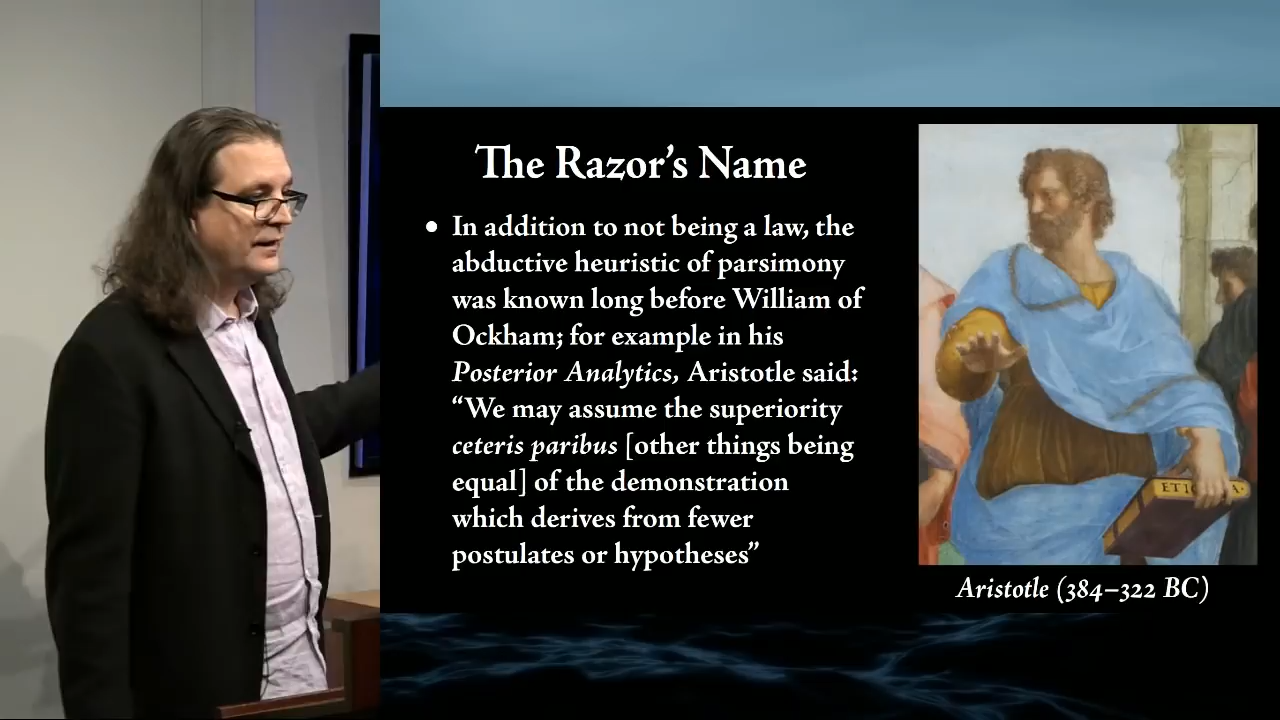 The Razor's Name
• In addition to not being a law, the
abductive heuristic of parsimony
was known long before William of
Ockham; for example in his
Posterior Analytics, Aristotle said:
“We may assume the superiority
ceteris paribus [other things being
equal] of the demonstration
which derives from fewer
postulates or hypotheses”
ETICA
Aristotle (384–322 BC)